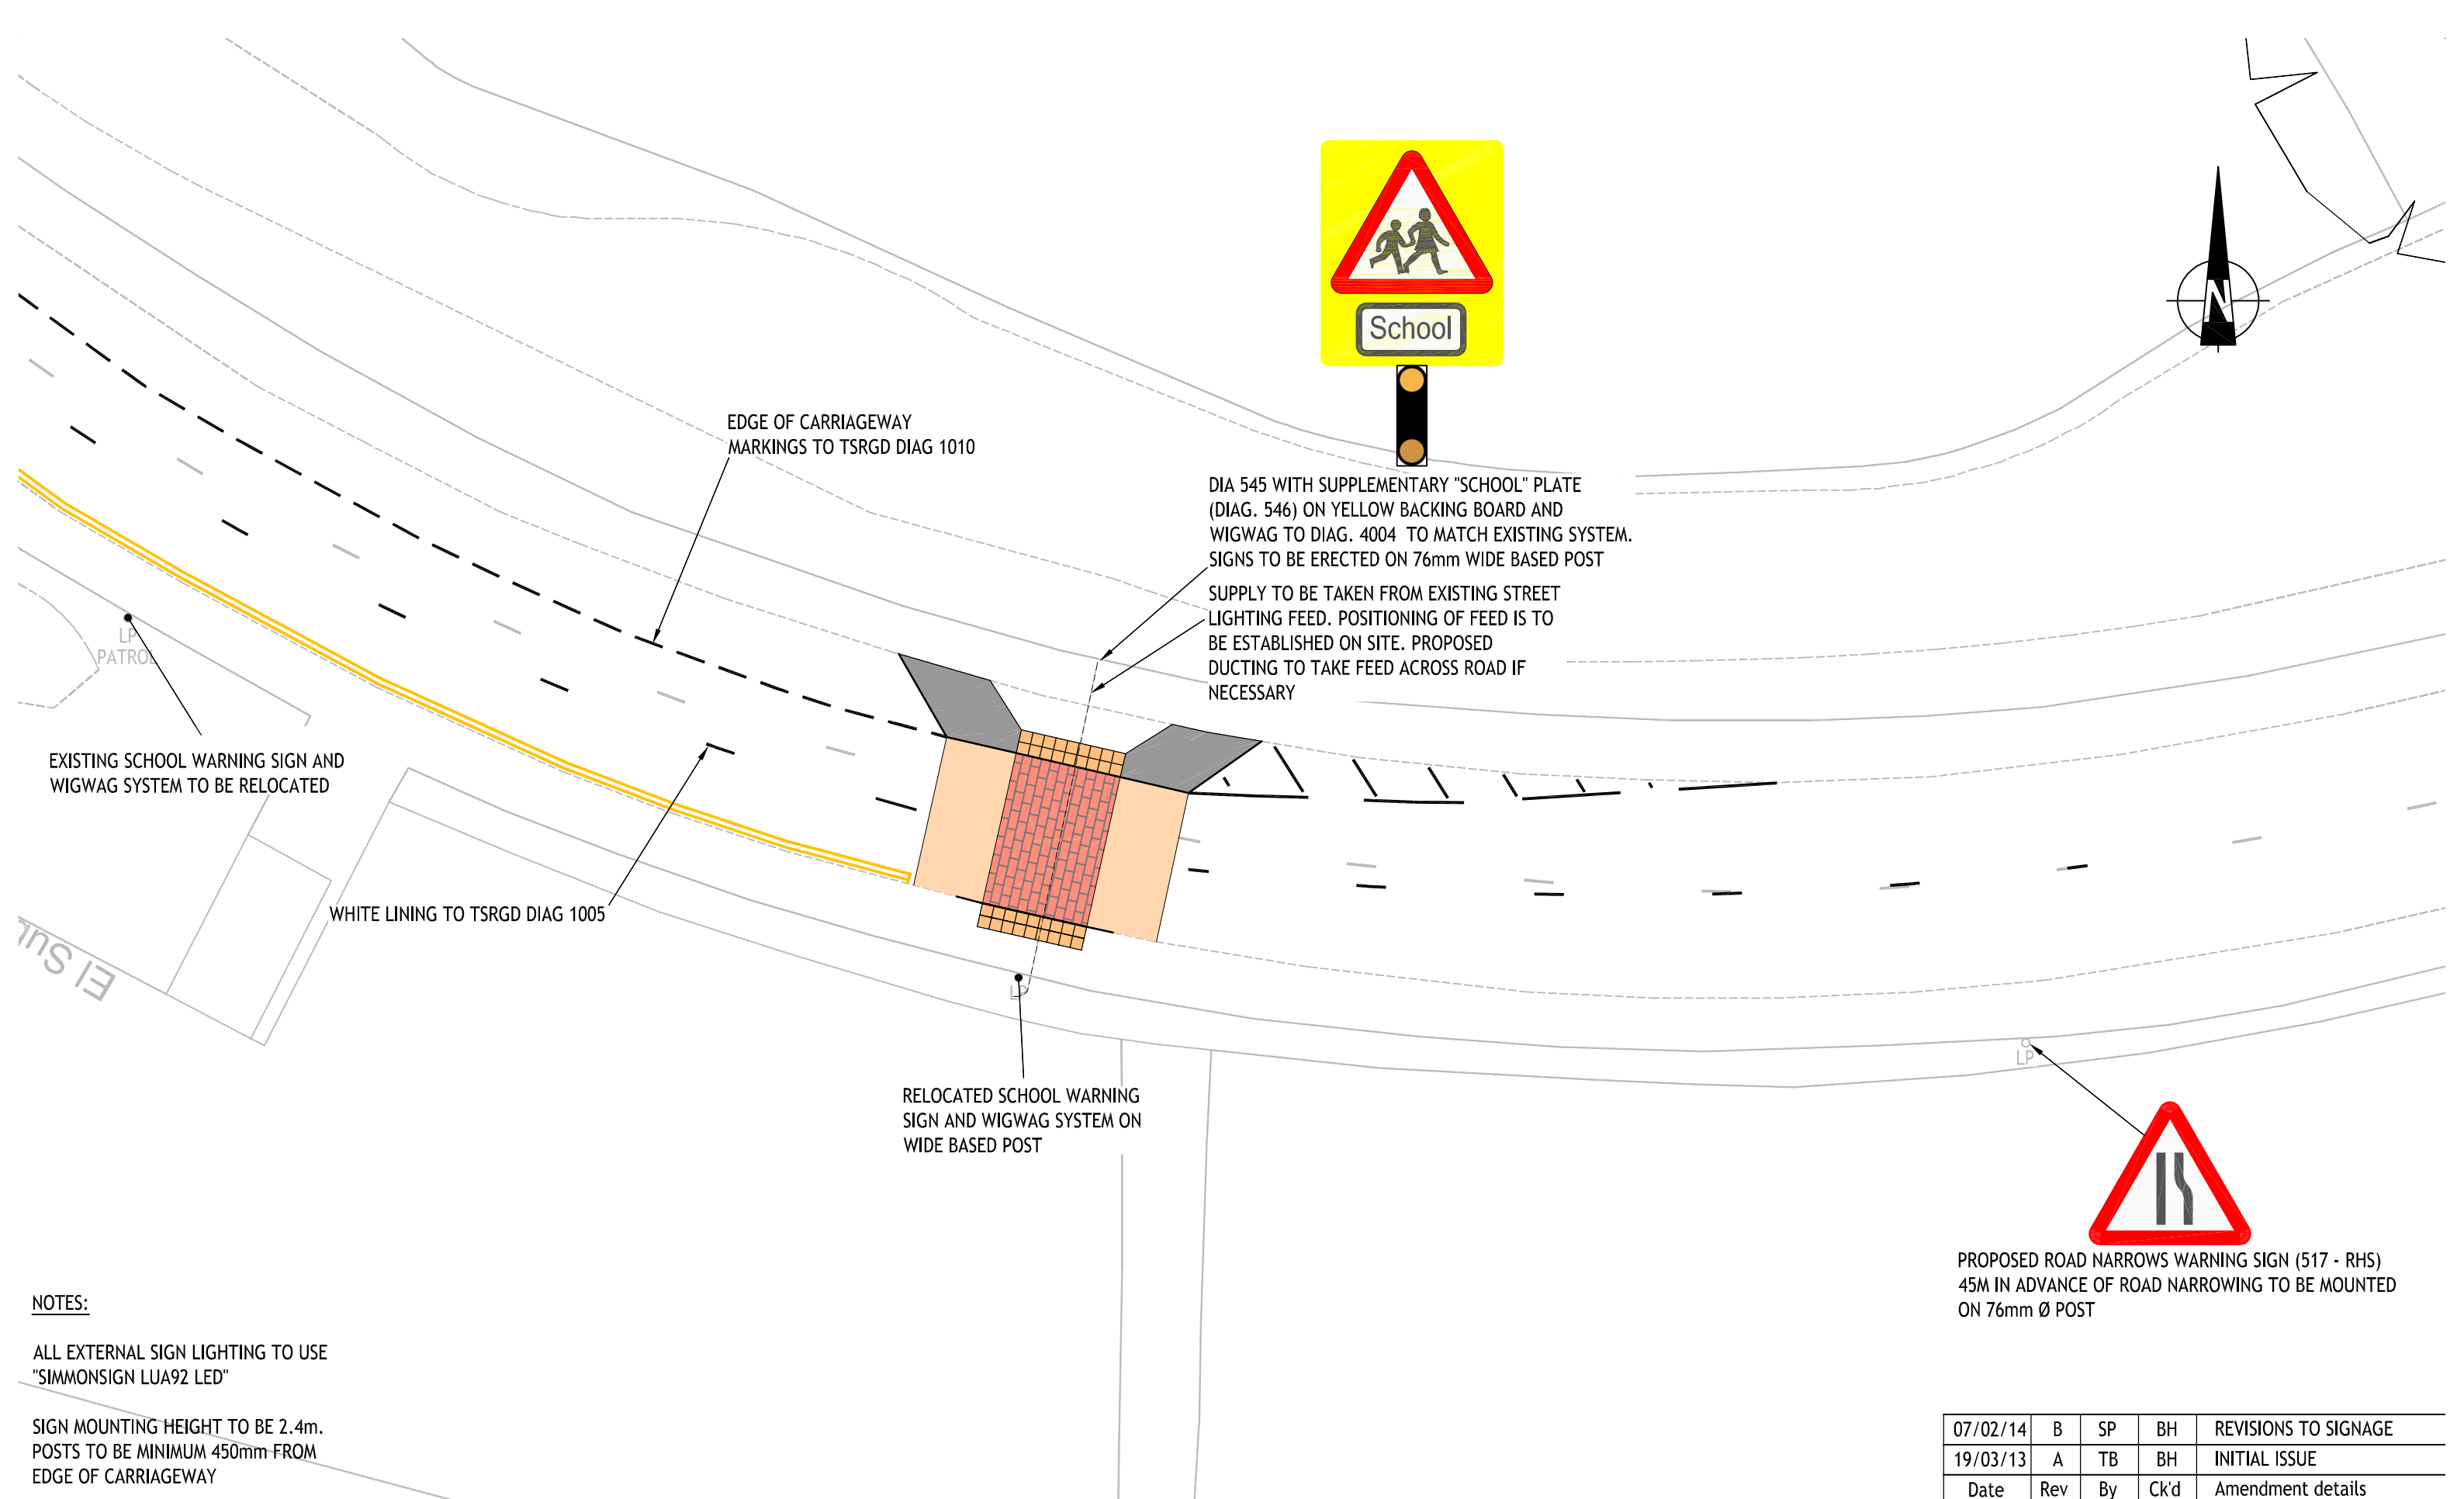 School
N
EDGE OF CARRIAGEWAY
MARKINGS TO TSRGD DIAG 1010
DIA 545 WITH SUPPLEMENTARY "SCHOOL" PLATE
(DIAG. 546) ON YELLOW BACKING BOARD AND
WIGWAG TO DIAG. 4004 TO MATCH EXISTING SYSTEM.
SIGNS TO BE ERECTED ON 76mm WIDE BASED POST
SUPPLY TO BE TAKEN FROM EXISTING STREET
LIGHTING FEED. POSITIONING OF FEED IS TO
BE ESTABLISHED ON SITE. PROPOSED
DUCTING TO TAKE FEED ACROSS ROAD IF
NECESSARY
LP
PATROL
EXISTING SCHOOL WARNING SIGN AND
WIGWAG SYSTEM TO BE RELOCATED
WHITE LINING TO TSRGD DIAG 1005
El Sub
LP
RELOCATED SCHOOL WARNING
SIGN AND WIGWAG SYSTEM ON
WIDE BASED POST
LP
PROPOSED ROAD NARROWS WARNING SIGN (517 - RHS)
45M IN ADVANCE OF ROAD NARROWING TO BE MOUNTED
ON 76mm Ø POST
NOTES:
ALL EXTERNAL SIGN LIGHTING TO USE
"SIMMONSIGN LUA92 LED"
SIGN MOUNTING HEIGHT TO BE 2.4m.
POSTS TO BE MINIMUM 450mm FROM
EDGE OF CARRIAGEWAY
07/02/14 B SP BH REVISIONS TO SIGNAGE
19/03/13 A TB BH INITIAL ISSUE
Date Rev By Ck'd Amendment details